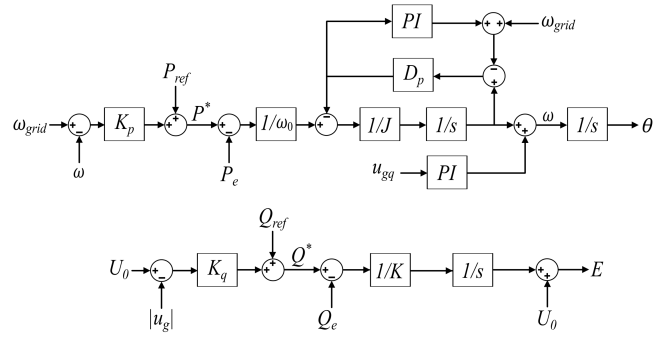 PI
ω_grid
P_ref
D_p
P*
ω_grid
K_p
1/ω_0
1/J
1/s
ω
1/s
θ
ω
P_e
u_gq
PI
Q_ref
U_0
K_q
Q*
1/K
1/s
E
|u_g|
Q_e
U_0